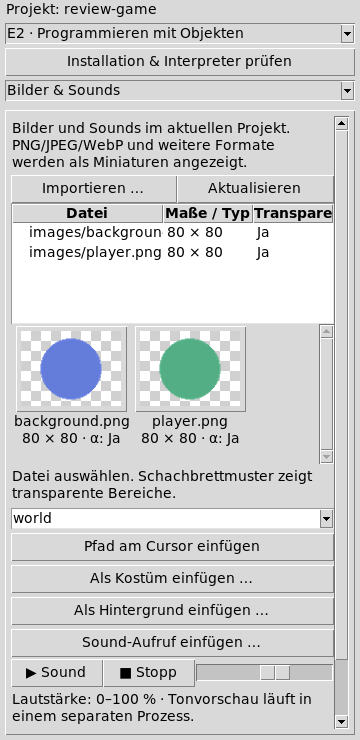 Projekt: review-game
E2 · Programmieren mit Objekten
Installation & Interpreter prüfen
Bilder & Sounds
Bilder und Sounds im aktuellen Projekt.
PNG/JPEG/WebP und weitere Formate
werden als Miniaturen angezeigt.
Importieren ... Aktualisieren
Datei Maße / Typ Transpare
images/backgroun 80 × 80 Ja
images/player.png 80 × 80 Ja
background.png player.png
80 × 80 · α: Ja 80 × 80 · α: Ja
Datei auswählen. Schachbrettmuster zeigt
transparente Bereiche.
world
Pfad am Cursor einfügen
Als Kostüm einfügen ...
Als Hintergrund einfügen ...
Sound-Aufruf einfügen ...
▶ Sound ■ Stopp
Lautstärke: 0–100 % · Tonvorschau läuft in
einem separaten Prozess.